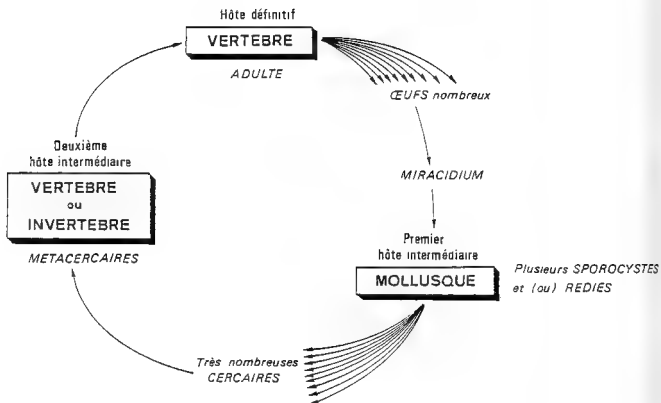 Hôte définitif
VERTEBRE
ADULTE
ŒUFS nombreux
MIRACIDIUM
Premier
hôte intermédiaire
MOLLUSQUE
Plusieurs SPOROCYSTES
et (ou) REDIES
Très nombreuses
CERCAIRES
Deuxième
hôte intermédiaire
VERTEBRE
ou
INVERTEBRE
METACERCAIRES